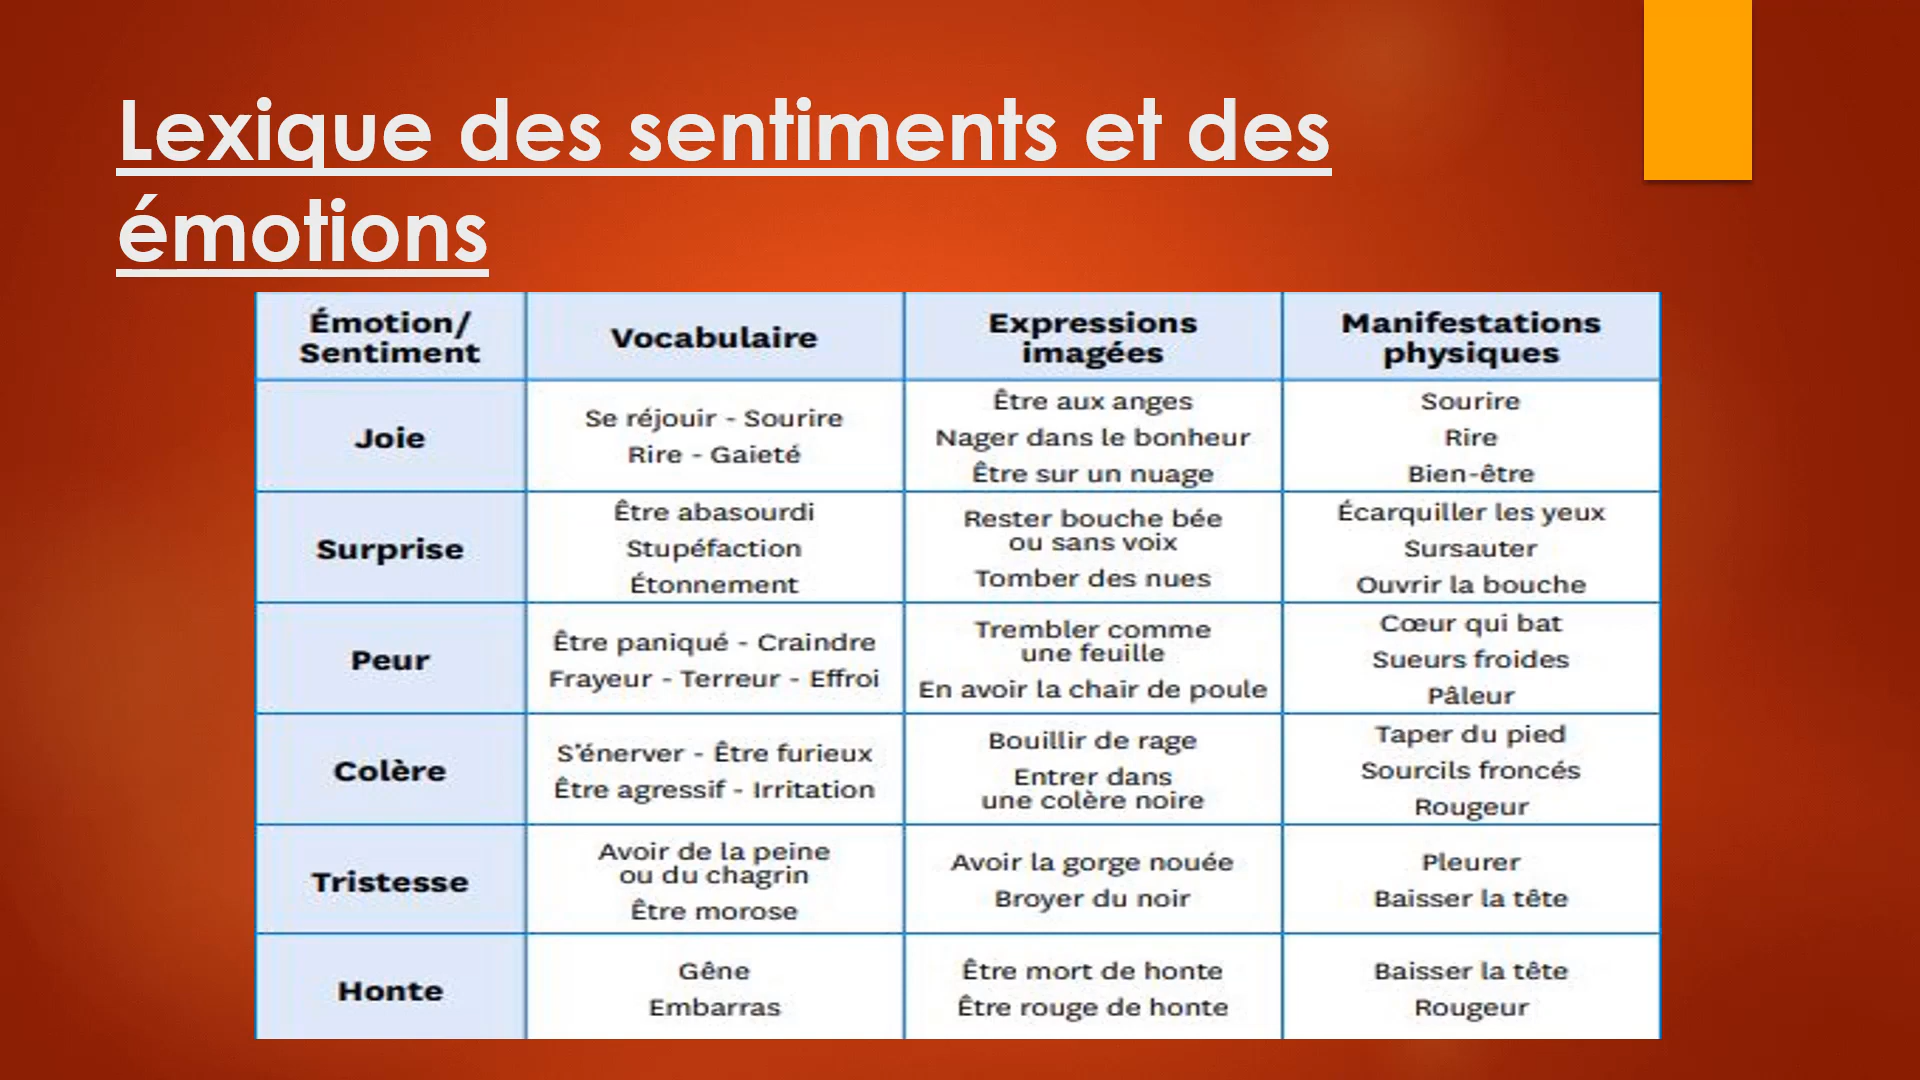 Lexique des sentiments et des
émotions
Émotion/
Sentiment
Vocabulaire
Expressions
imagées
Manifestations
physiques
Joie
Se réjouir - Sourire
Rire - Gaieté
Être aux anges
Nager dans le bonheur
Être sur un nuage
Sourire
Rire
Bien-être
Surprise
Être abasourdi
Stupéfaction
Étonnement
Rester bouche bée
ou sans voix
Tomber des nues
Écarquiller les yeux
Sursauter
Ouvrir la bouche
Peur
Être paniqué - Craindre
Frayeur - Terreur - Effroi
Trembler comme
une feuille
En avoir la chair de poule
Cœur qui bat
Sueurs froides
Pâleur
Colère
S'énerver - Être furieux
Être agressif - Irritation
Bouillir de rage
Entrer dans
une colère noire
Taper du pied
Sourcils froncés
Rougeur
Tristesse
Avoir de la peine
ou du chagrin
Être morose
Avoir la gorge nouée
Broyer du noir
Pleurer
Baisser la tête
Honte
Gêne
Embarras
Être mort de honte
Être rouge de honte
Baisser la tête
Rougeur